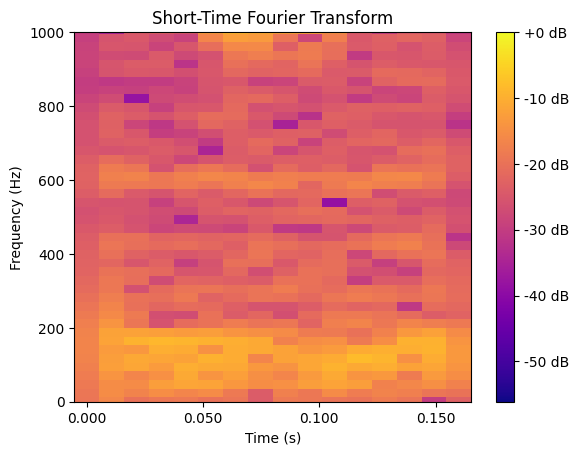 Short-Time Fourier Transform
1000
800
600
400
200
0
Frequency (Hz)
0.000
0.050
0.100
0.150
Time (s)
+0 dB
-10 dB
-20 dB
-30 dB
-40 dB
-50 dB